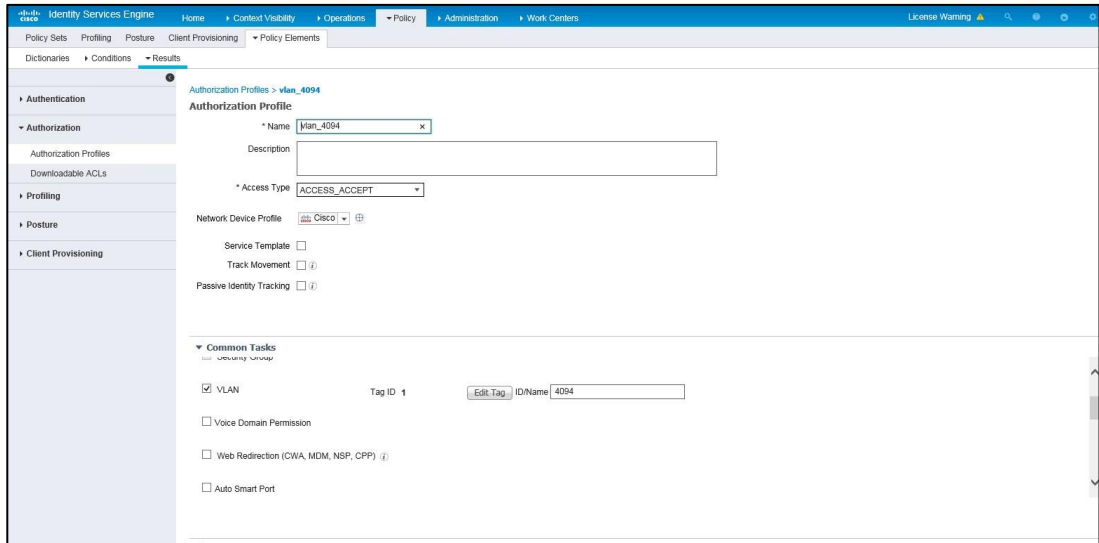 cisco Identity Services Engine Home Context Visibility Operations Policy Administration Work Centers License Warning
Policy Sets Profiling Posture Client Provisioning Policy Elements
Dictionaries Conditions Results
Authentication
Authorization
Authorization Profiles
Downloadable ACLs
Profiling
Posture
Client Provisioning
Authorization Profiles > vlan_4094
Authorization Profile
* Name vlan_4094 x
Description
* Access Type ACCESS_ACCEPT
Network Device Profile Cisco
Service Template
Track Movement i
Passive Identity Tracking i
Common Tasks
Security Group
VLAN Tag ID 1 Edit Tag ID/Name 4094
Voice Domain Permission
Web Redirection (CWA, MDM, NSP, CPP) i
Auto Smart Port